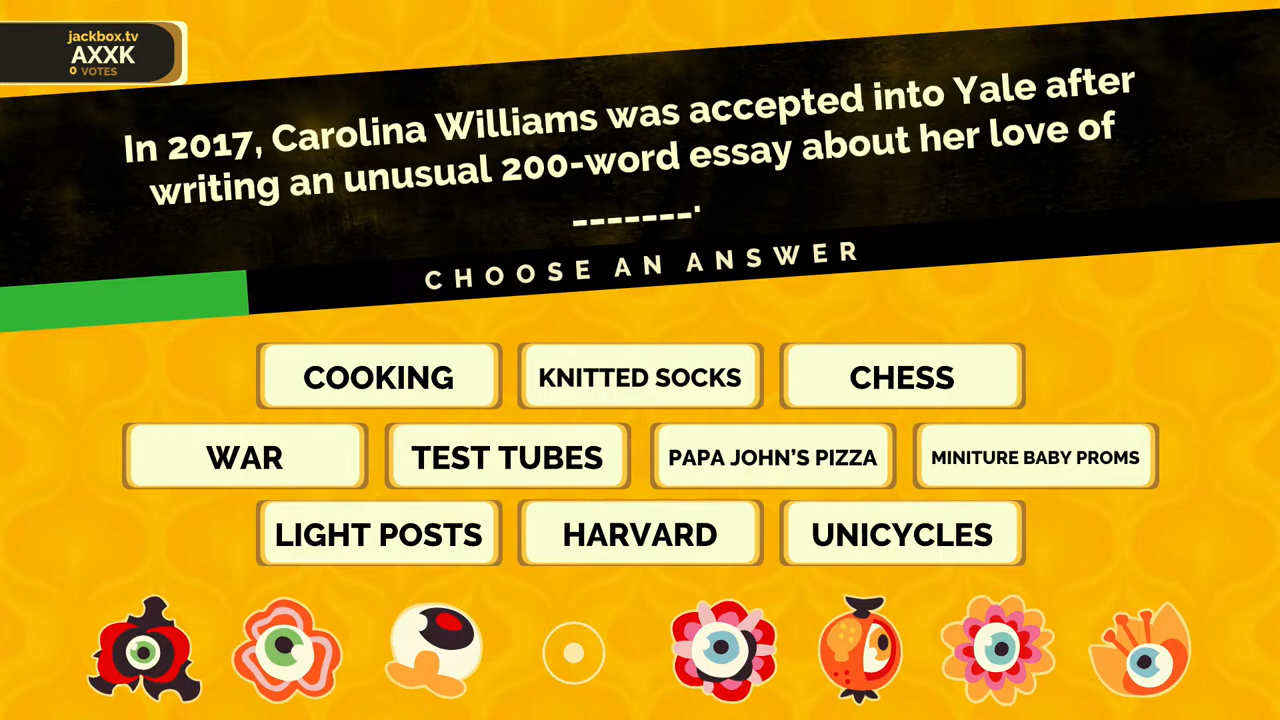 jackbox.tv
AXXK
0 VOTES
In 2017, Carolina Williams was accepted into Yale after
writing an unusual 200-word essay about her love of
_______.
CHOOSE AN ANSWER
COOKING
KNITTED SOCKS
CHESS
WAR
TEST TUBES
PAPA JOHN'S PIZZA
MINITURE BABY PROMS
LIGHT POSTS
HARVARD
UNICYCLES